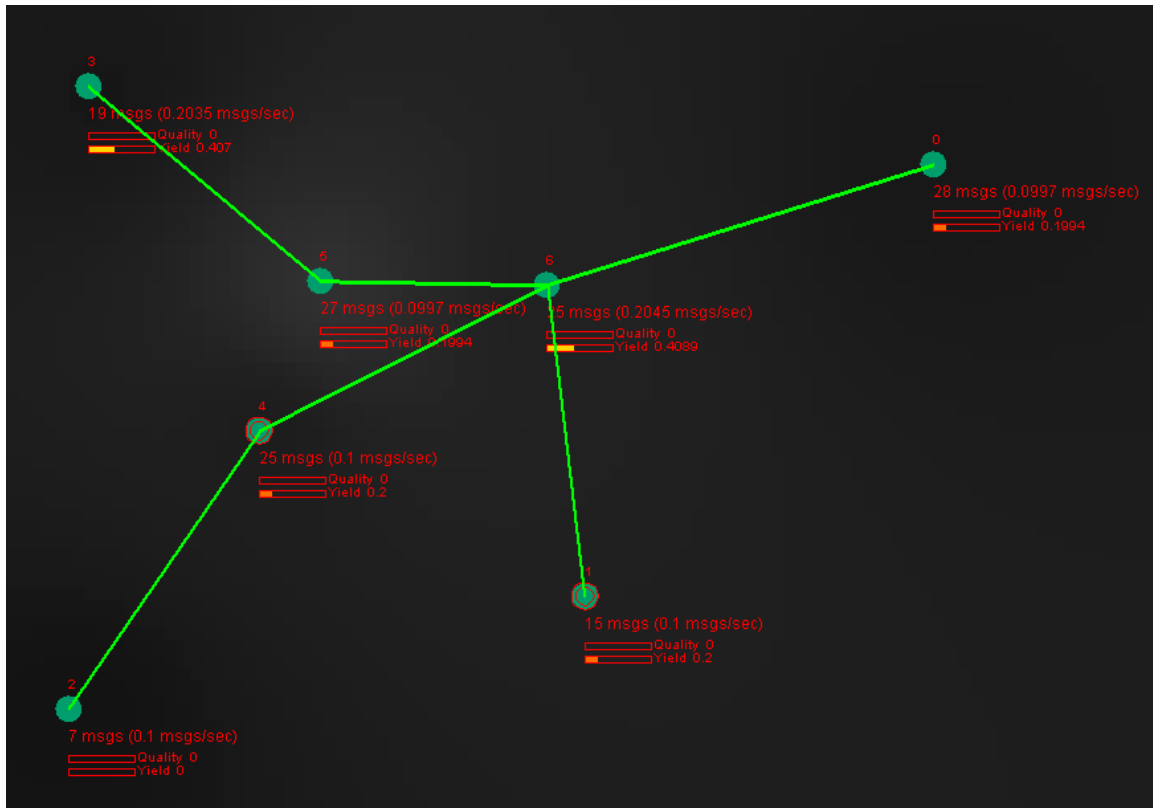 3
19 msgs (0.2035 msgs/sec)
Quality 0
Yield 0.407
0
28 msgs (0.0997 msgs/sec)
Quality 0
Yield 0.1994
5
27 msgs (0.0997 msgs/sec)
Quality 0
Yield 0.1994
6
msgs (0.2045 msgs/sec)
Quality 0
Yield 0.4089
4
25 msgs (0.1 msgs/sec)
Quality 0
Yield 0.2
1
15 msgs (0.1 msgs/sec)
Quality 0
Yield 0.2
2
7 msgs (0.1 msgs/sec)
Quality 0
Yield 0